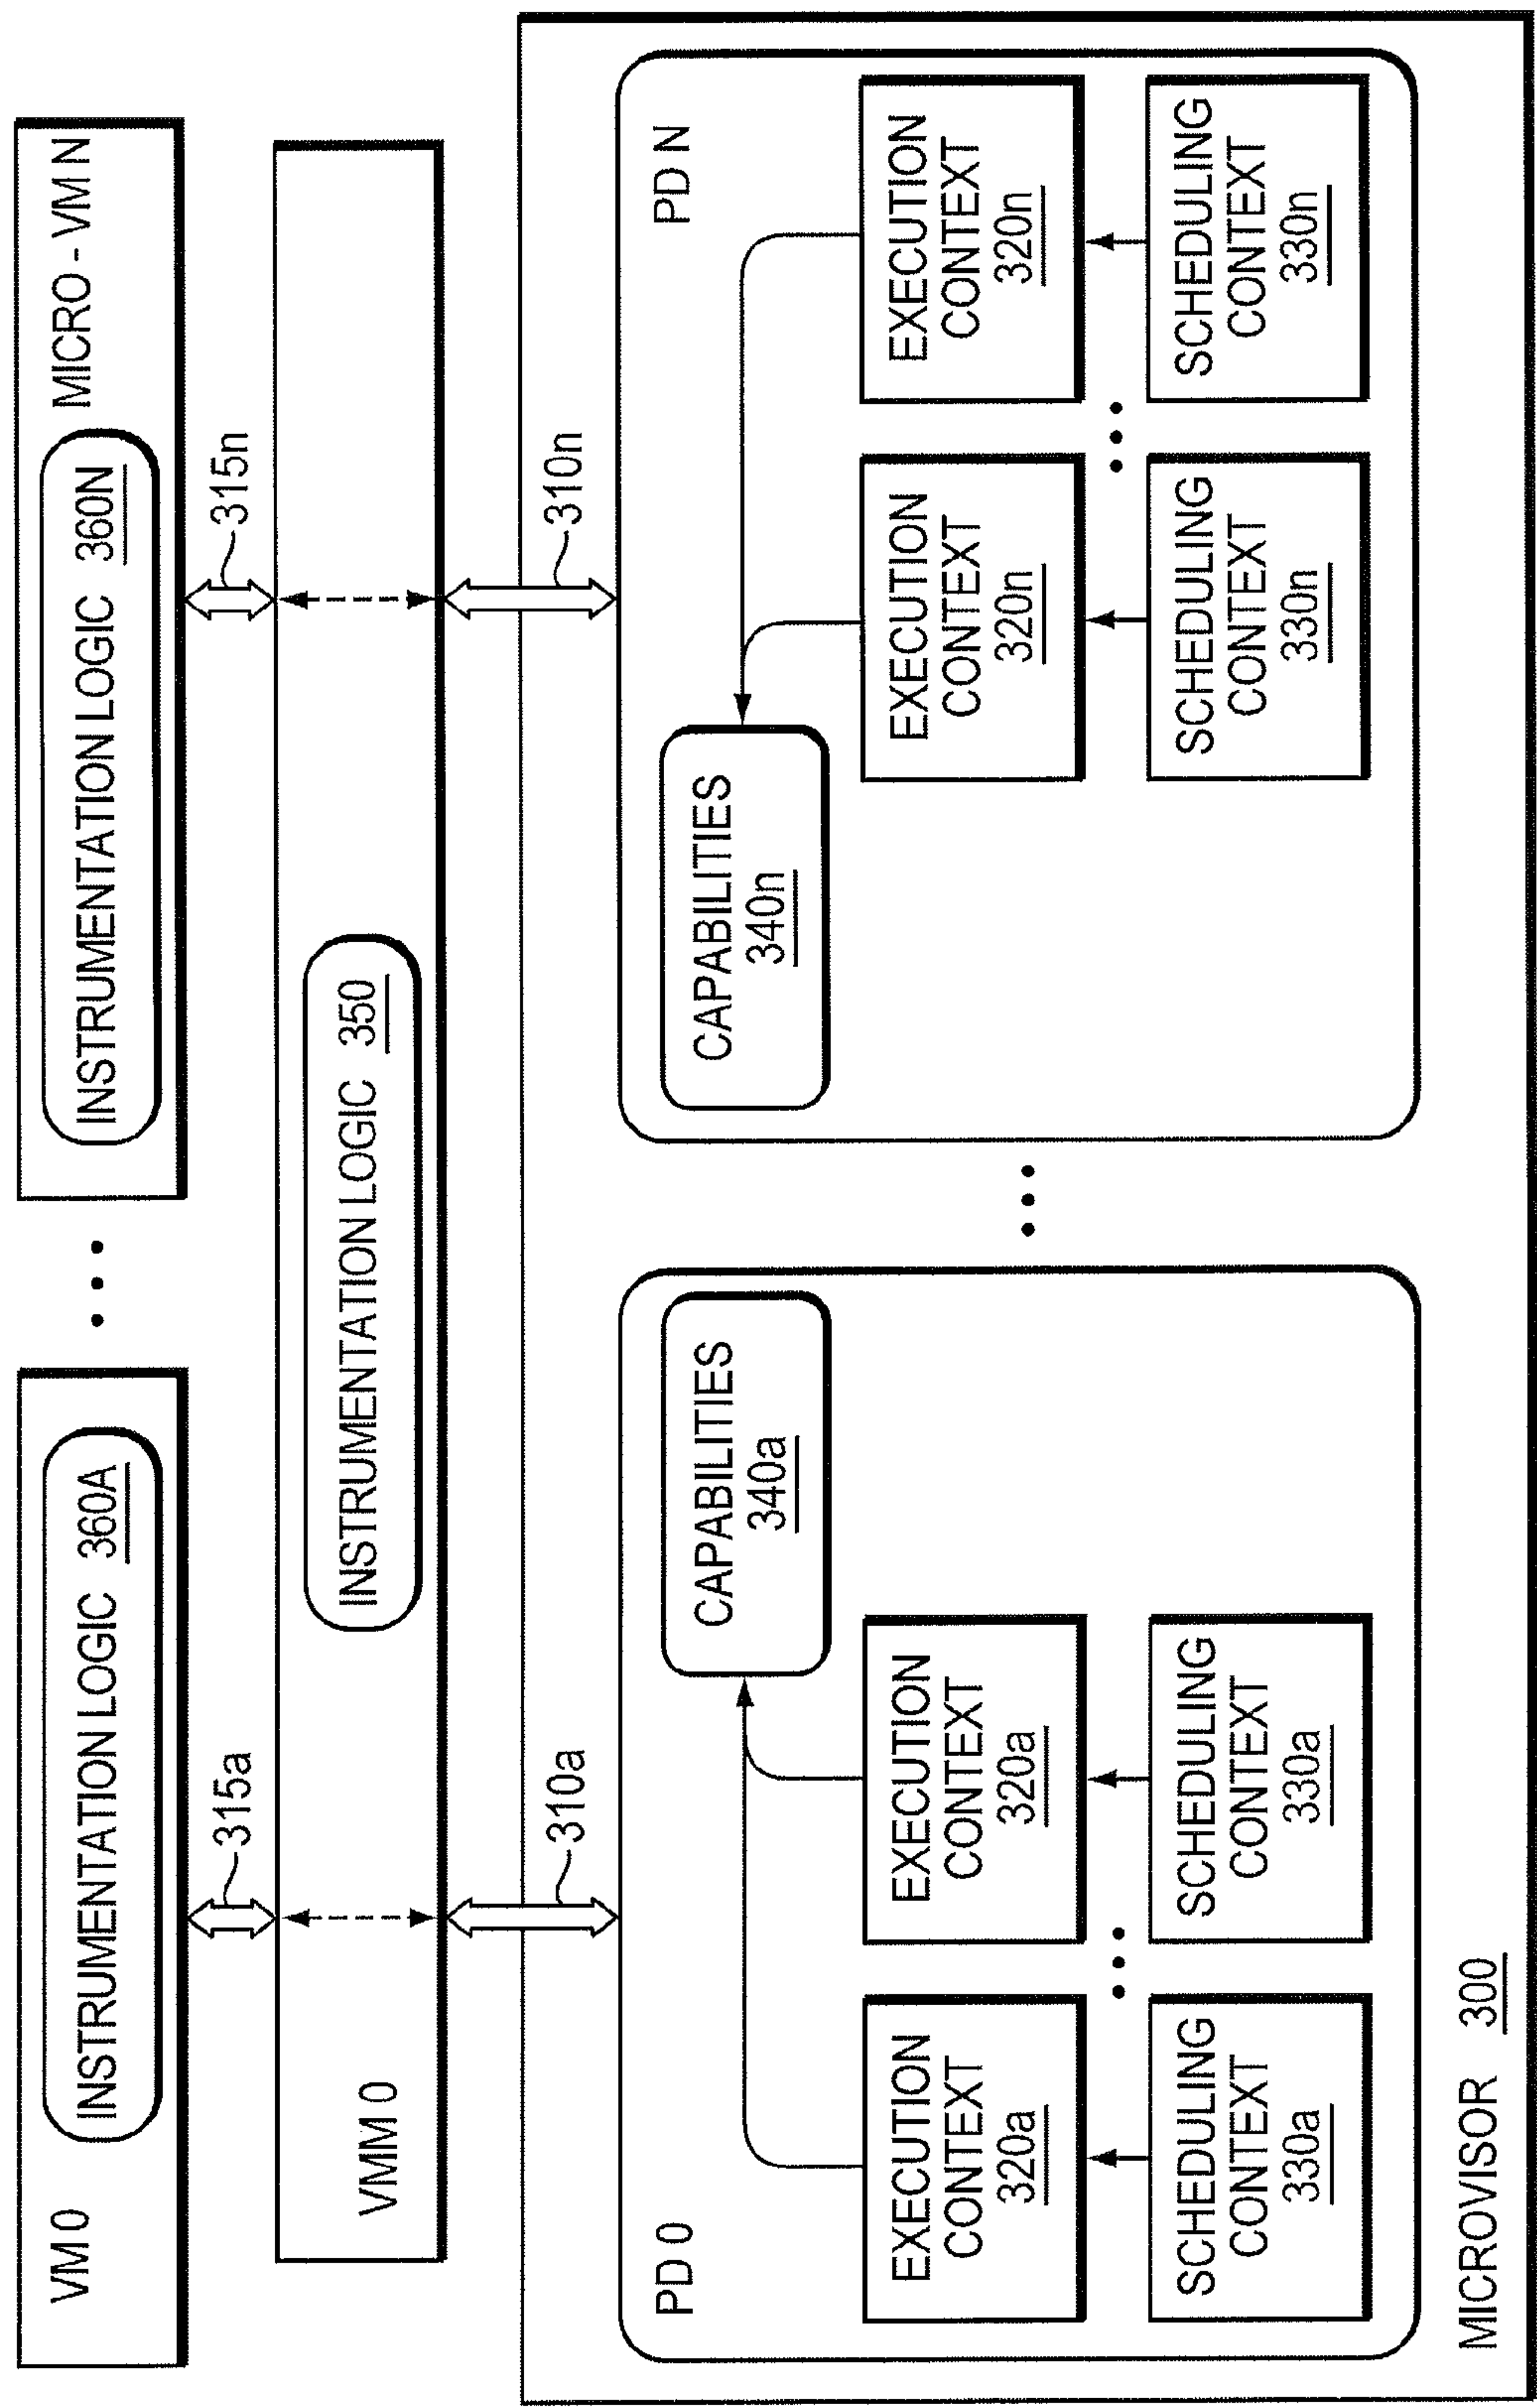 VM 0
INSTRUMENTATION LOGIC 360A
MICRO - VM N
INSTRUMENTATION LOGIC 360N
315a
315n
VMM 0
INSTRUMENTATION LOGIC 350
310a
310n
PD 0
CAPABILITIES
340a
EXECUTION
CONTEXT
320a
EXECUTION
CONTEXT
320a
SCHEDULING
CONTEXT
330a
SCHEDULING
CONTEXT
330a
PD N
CAPABILITIES
340n
EXECUTION
CONTEXT
320n
EXECUTION
CONTEXT
320n
SCHEDULING
CONTEXT
330n
SCHEDULING
CONTEXT
330n
MICROVISOR 300